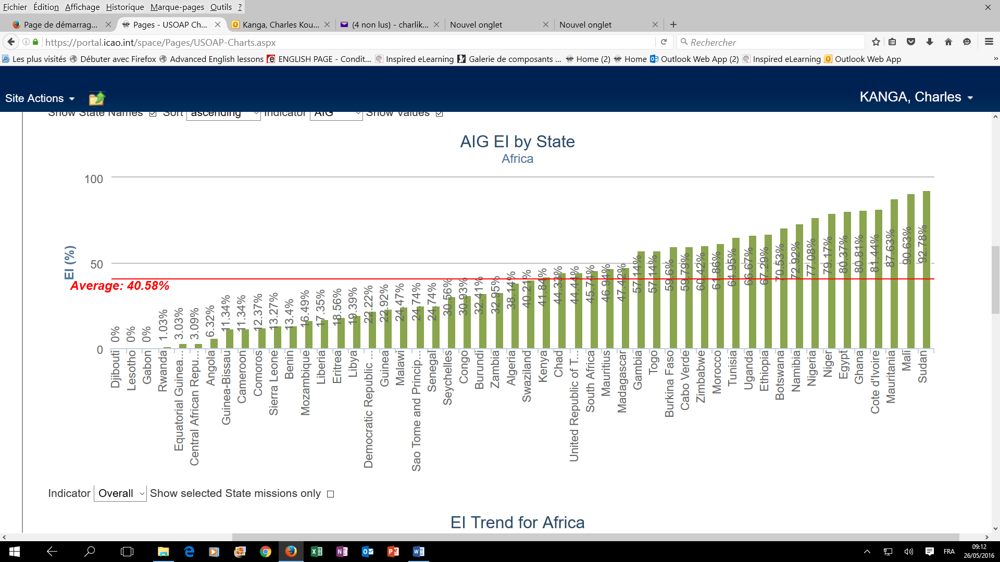 Fichier Édition Affichage Historique Marque-pages Outils ?
Page de démarrag... Pages - USOAP Ch... Kanga, Charles Kou... (4 non lus) - charlik... Nouvel onglet Nouvel onglet
https://portal.icao.int/space/Pages/USOAP-Charts.aspx Rechercher
Les plus visités Débuter avec Firefox Advanced English lessons ENGLISH PAGE - Condit... Inspired eLearning Galerie de composants ... Home (2) Home Outlook Web App (2) Inspired eLearning Outlook Web App
Site Actions KANGA, Charles
Show State Names Sort ascending Indicator AIG Show Values
AIG EI by State
Africa
100
50
0
EI (%)
Average: 40.58%
0% 0% 0% 1.03% 3.03% 3.09% 6.32% 11.34% 11.34% 12.37% 13.27% 13.4% 16.49% 17.35% 18.56% 19.39% 22.22% 22.92% 24.47% 24.74% 24.74% 30.56% 30.93% 32.41% 32.95% 38.14% 40.21% 41.84% 44.33% 44.44% 45.74% 46.94% 47.42% 57.14% 57.14% 59.6% 59.79% 60.42% 61.86% 64.95% 66.67% 67.29% 70.53% 72.92% 77.08% 79.17% 80.37% 80.81% 81.44% 87.63% 90.63% 92.78%
Djibouti
Lesotho
Gabon
Rwanda
Equatorial Guinea...
Central African Repu...
Angola
Guinea-Bissau
Cameroon
Comoros
Sierra Leone
Benin
Mozambique
Liberia
Eritrea
Libya
Democratic Republic ...
Guinea
Malawi
Sao Tome and Princip...
Senegal
Seychelles
Congo
Burundi
Zambia
Algeria
Swaziland
Kenya
Chad
United Republic of T...
South Africa
Mauritius
Madagascar
Gambia
Togo
Burkina Faso
Cabo Verde
Zimbabwe
Morocco
Tunisia
Uganda
Ethiopia
Botswana
Namibia
Nigeria
Niger
Egypt
Ghana
Cote d'Ivoire
Mauritania
Mali
Sudan
Indicator Overall Show selected State missions only
EI Trend for Africa
FRA
09:12
26/05/2016